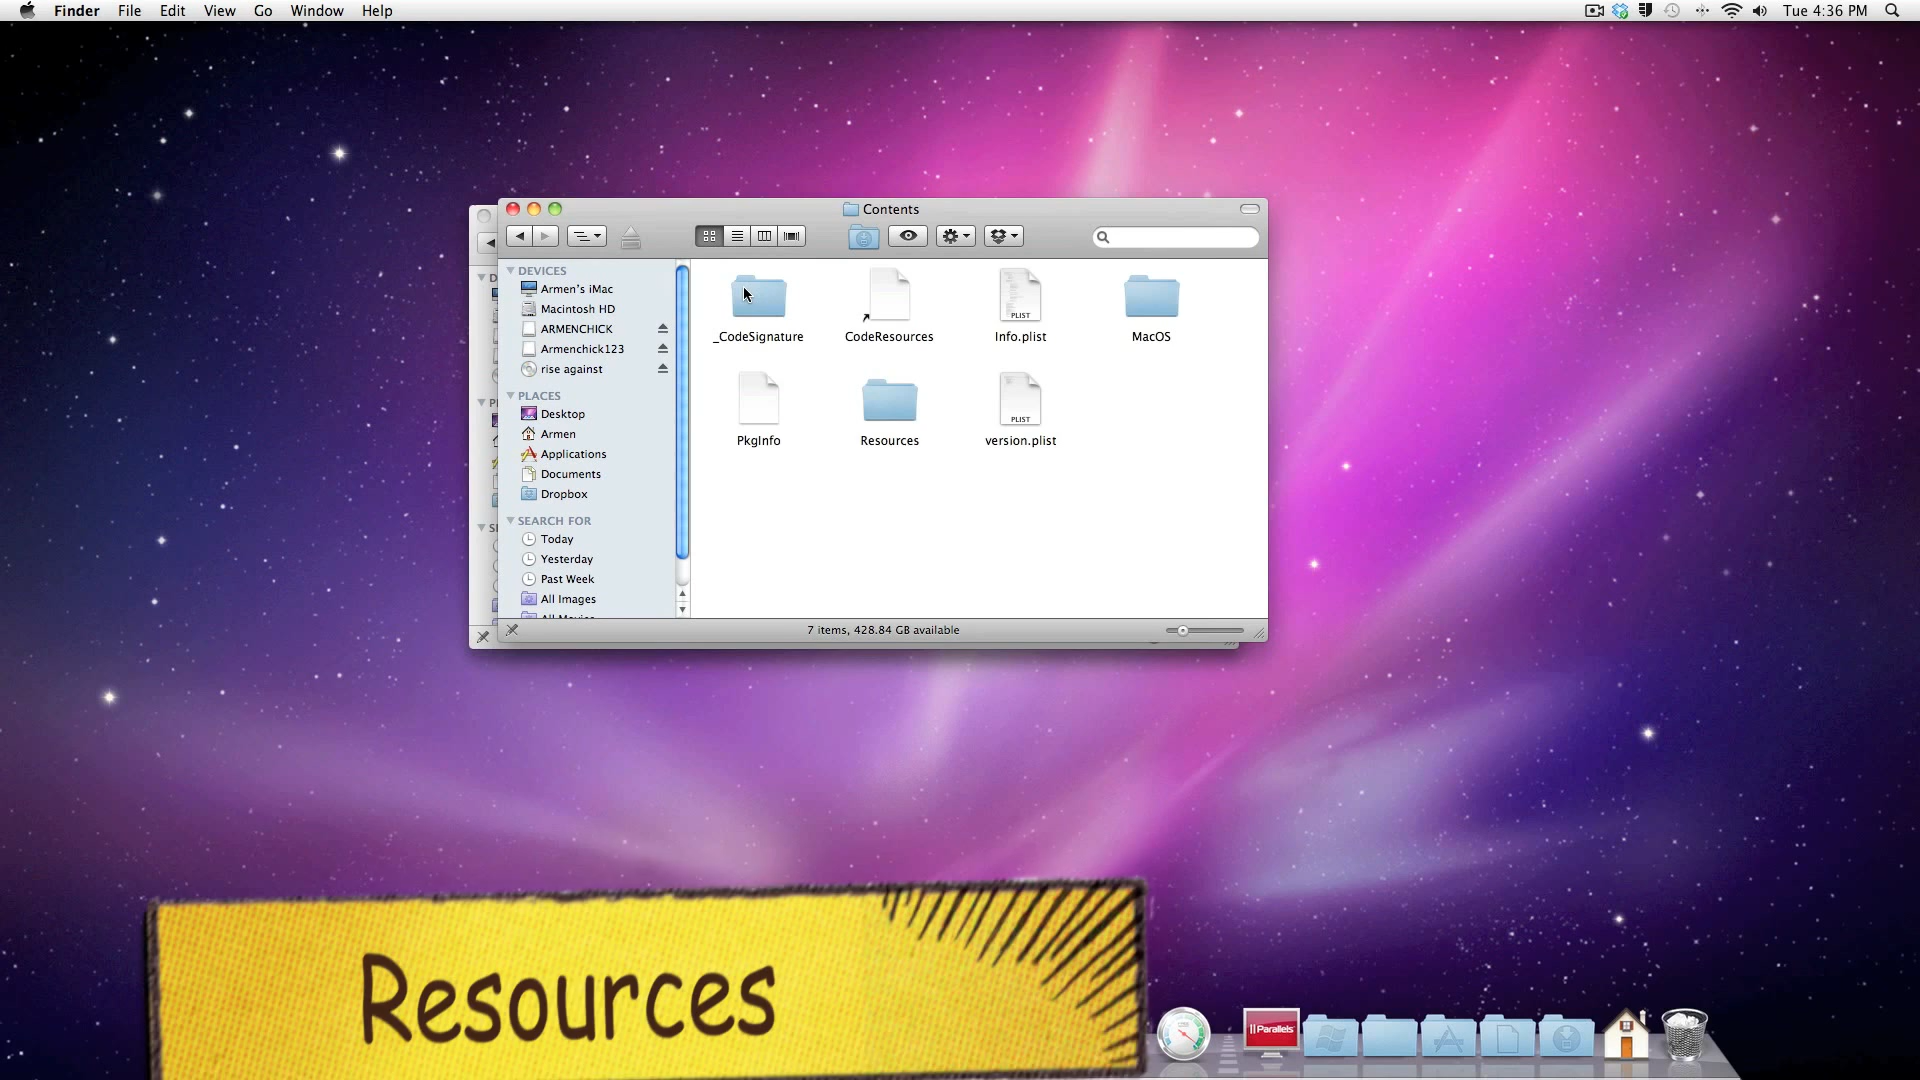 Finder File Edit View Go Window Help
Tue 4:36 PM
Contents
DEVICES
Armen's iMac
Macintosh HD
ARMENCHICK
Armenchick123
rise against
PLACES
Desktop
Armen
Applications
Documents
Dropbox
SEARCH FOR
Today
Yesterday
Past Week
All Images
_CodeSignature CodeResources Info.plist MacOS
PLIST
PkgInfo Resources version.plist
PLIST
7 items, 428.84 GB available
Resources
Parallels